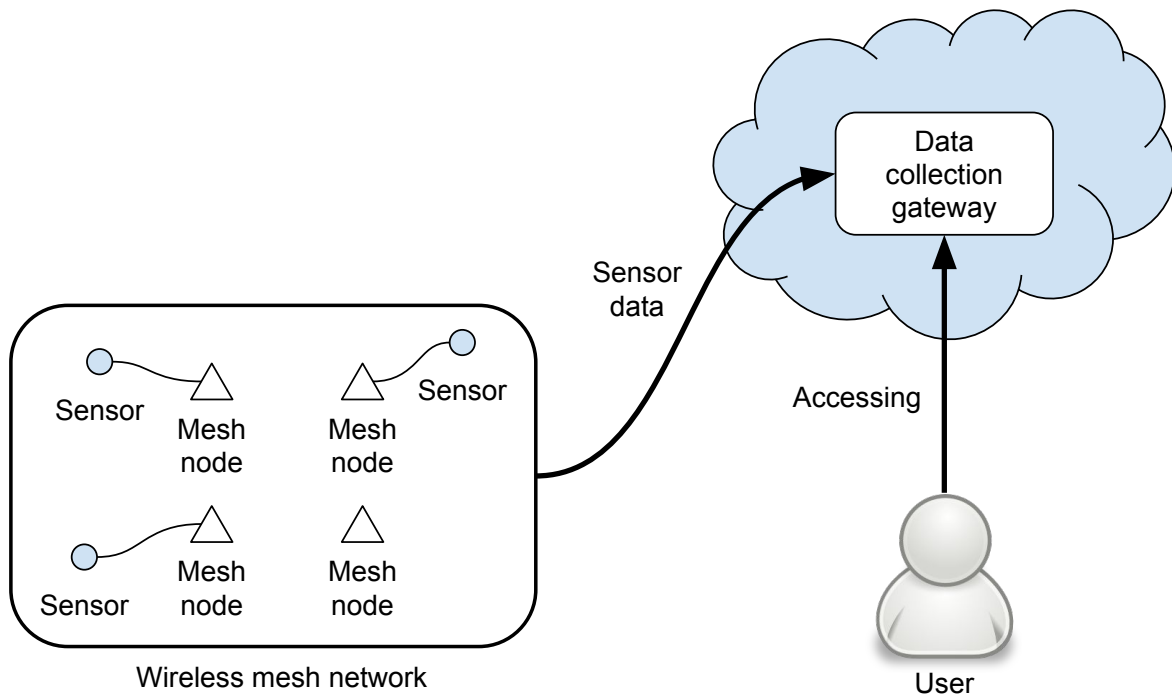 Data
collection
gateway
Sensor
data
Sensor
Sensor
Mesh
node
Mesh
node
Accessing
Sensor
Mesh
node
Mesh
node
Wireless mesh network
User